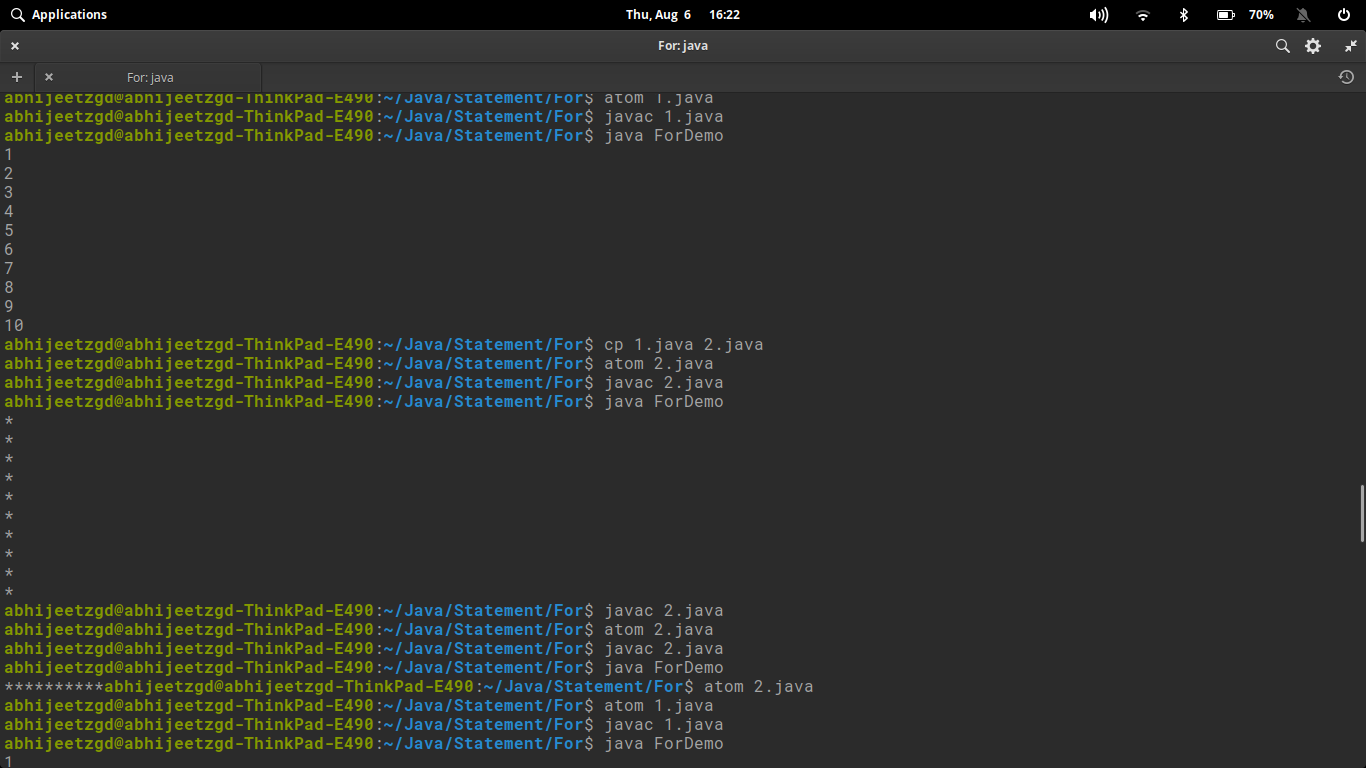 Applications Thu, Aug 6 16:22 70%
For: java
For: java
abhijeetzgd@abhijeetzgd-ThinkPad-E490:~/Java/Statement/For$ atom 1.java
abhijeetzgd@abhijeetzgd-ThinkPad-E490:~/Java/Statement/For$ javac 1.java
abhijeetzgd@abhijeetzgd-ThinkPad-E490:~/Java/Statement/For$ java ForDemo
1
2
3
4
5
6
7
8
9
10
abhijeetzgd@abhijeetzgd-ThinkPad-E490:~/Java/Statement/For$ cp 1.java 2.java
abhijeetzgd@abhijeetzgd-ThinkPad-E490:~/Java/Statement/For$ atom 2.java
abhijeetzgd@abhijeetzgd-ThinkPad-E490:~/Java/Statement/For$ javac 2.java
abhijeetzgd@abhijeetzgd-ThinkPad-E490:~/Java/Statement/For$ java ForDemo
*
*
*
*
*
*
*
*
*
*
abhijeetzgd@abhijeetzgd-ThinkPad-E490:~/Java/Statement/For$ javac 2.java
abhijeetzgd@abhijeetzgd-ThinkPad-E490:~/Java/Statement/For$ atom 2.java
abhijeetzgd@abhijeetzgd-ThinkPad-E490:~/Java/Statement/For$ javac 2.java
abhijeetzgd@abhijeetzgd-ThinkPad-E490:~/Java/Statement/For$ java ForDemo
**********abhijeetzgd@abhijeetzgd-ThinkPad-E490:~/Java/Statement/For$ atom 2.java
abhijeetzgd@abhijeetzgd-ThinkPad-E490:~/Java/Statement/For$ atom 1.java
abhijeetzgd@abhijeetzgd-ThinkPad-E490:~/Java/Statement/For$ javac 1.java
abhijeetzgd@abhijeetzgd-ThinkPad-E490:~/Java/Statement/For$ java ForDemo
1